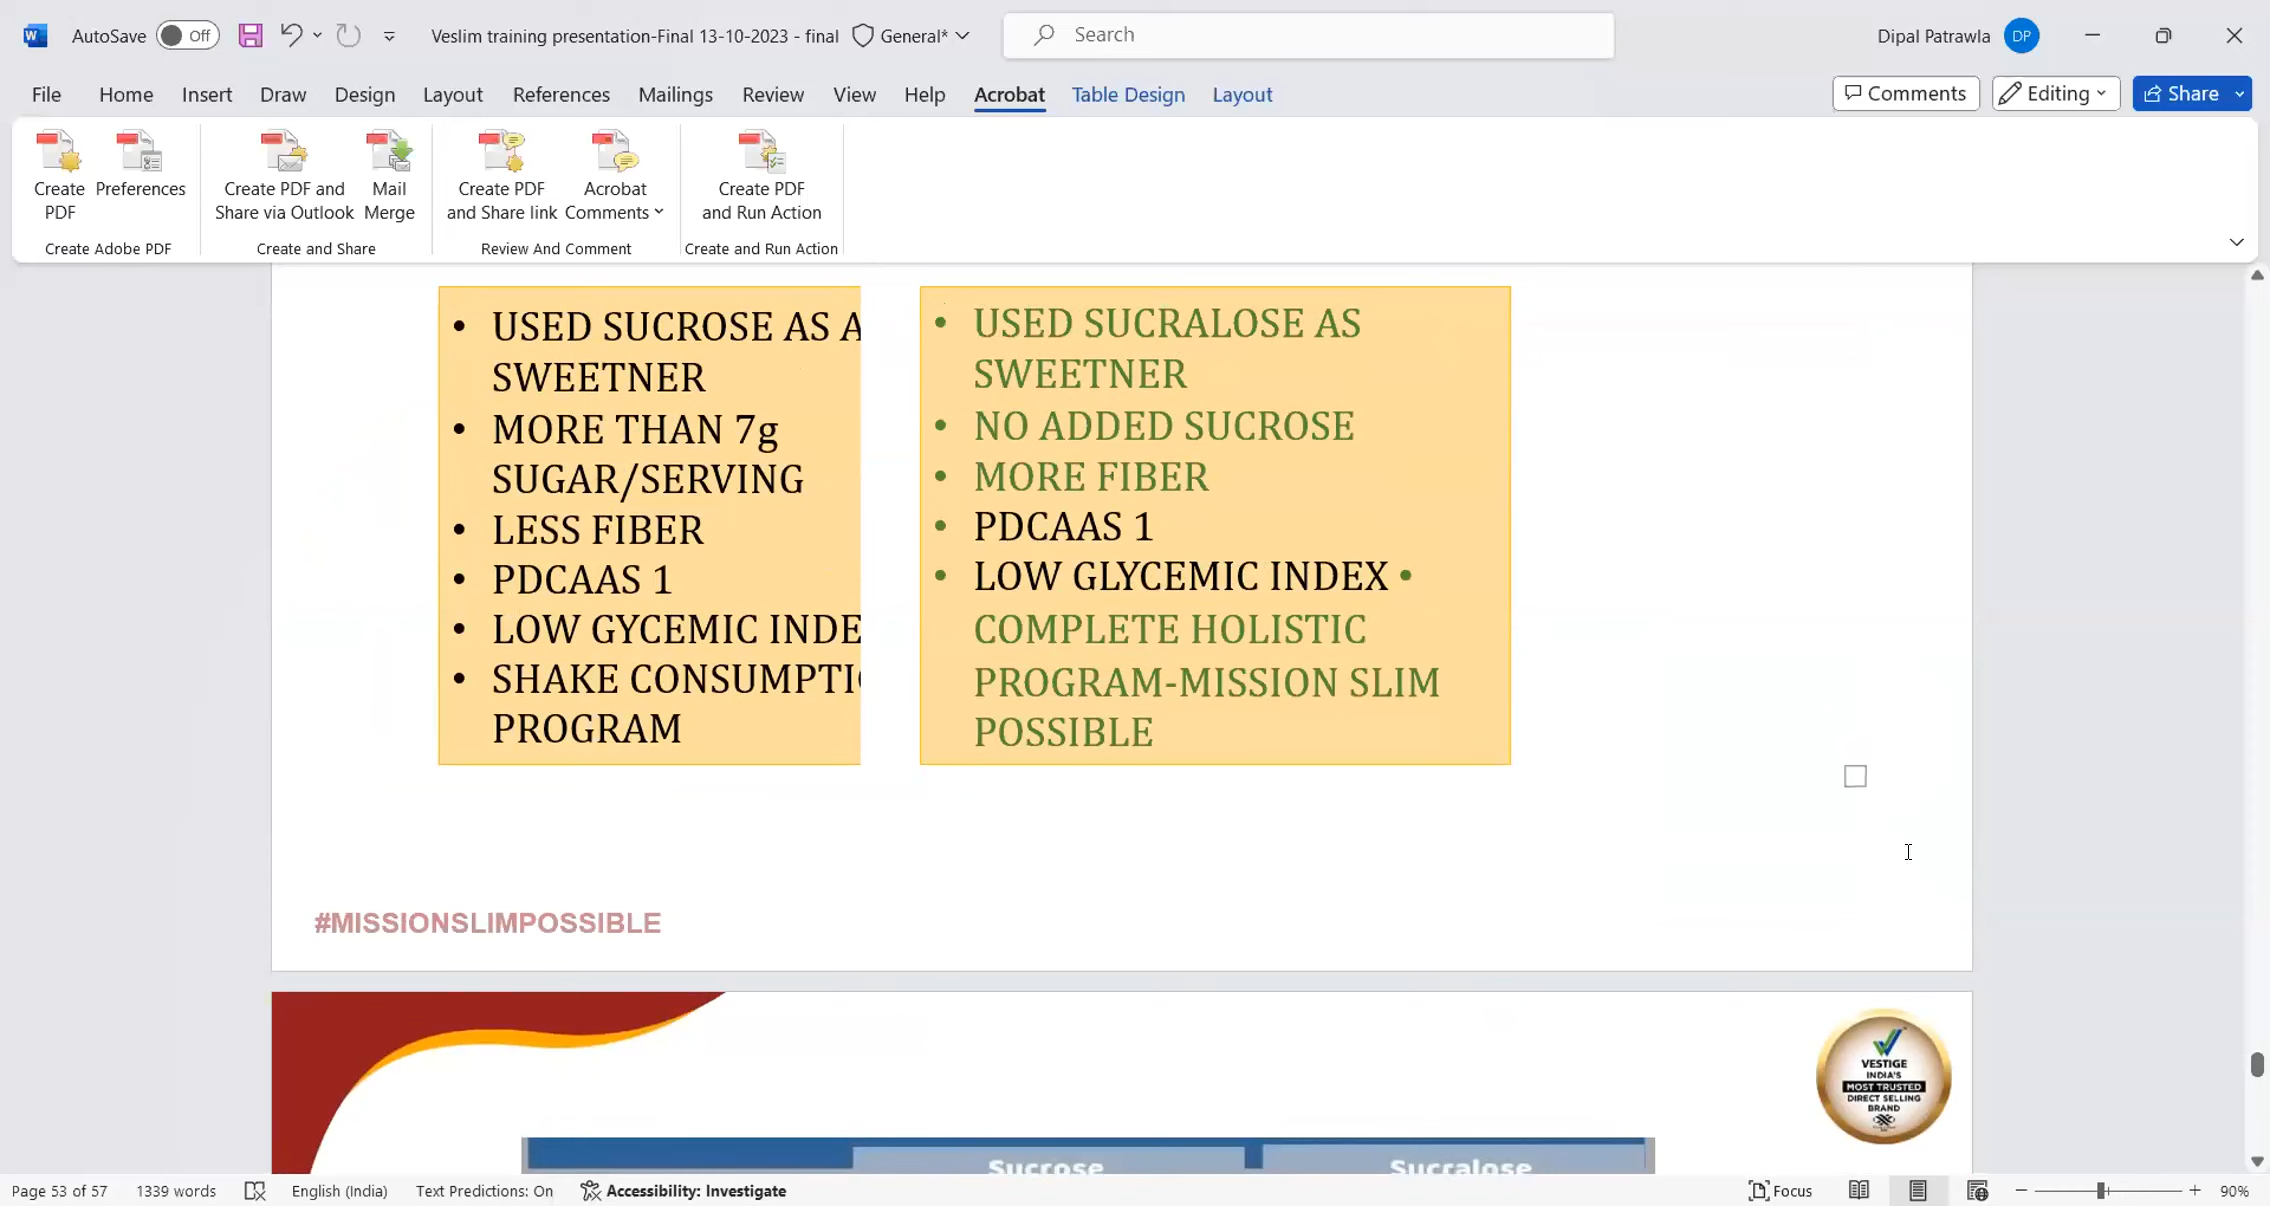 AutoSave Off Veslim training presentation-Final 13-10-2023 - final General* Search Dipal Patrawla DP
File Home Insert Draw Design Layout References Mailings Review View Help Acrobat Table Design Layout Comments Editing Share
Create PDF
Preferences
Create PDF and Share via Outlook
Mail Merge
Create PDF and Share link
Acrobat Comments
Create PDF and Run Action
Create Adobe PDF Create and Share Review And Comment Create and Run Action
• USED SUCROSE AS A
SWEETNER
• MORE THAN 7g
SUGAR/SERVING
• LESS FIBER
• PDCAAS 1
• LOW GYCEMIC INDE
• SHAKE CONSUMPTI
PROGRAM
• USED SUCRALOSE AS
SWEETNER
• NO ADDED SUCROSE
• MORE FIBER
• PDCAAS 1
• LOW GLYCEMIC INDEX •
COMPLETE HOLISTIC
PROGRAM-MISSION SLIM
POSSIBLE
#MISSIONSLIMPOSSIBLE
VESTIGE
INDIA'S
MOST TRUSTED
DIRECT SELLING
BRAND
Sucrose Sucralose
Page 53 of 57 1339 words English (India) Text Predictions: On Accessibility: Investigate Focus 90%